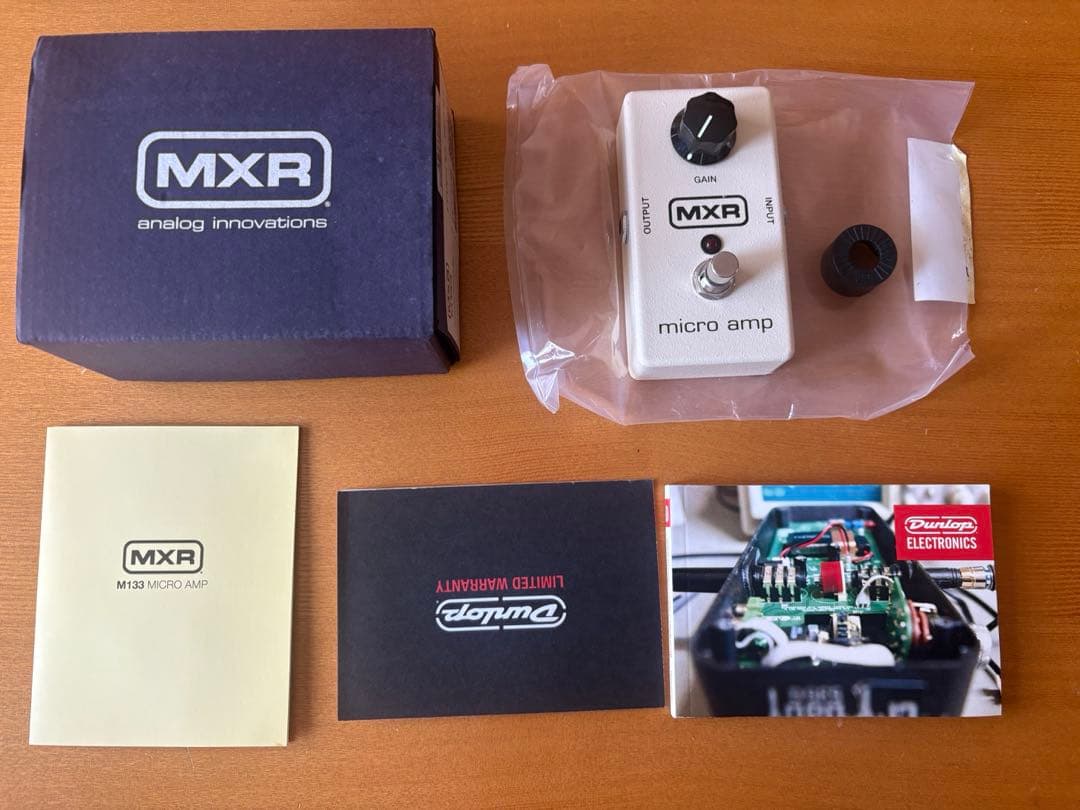 MXR
analog innovations
GAIN
OUTPUT
MXR
INPUT
micro amp
MXR
M133 MICRO AMP
LIMITED WARRANTY
Dunlop
Dunlop
ELECTRONICS